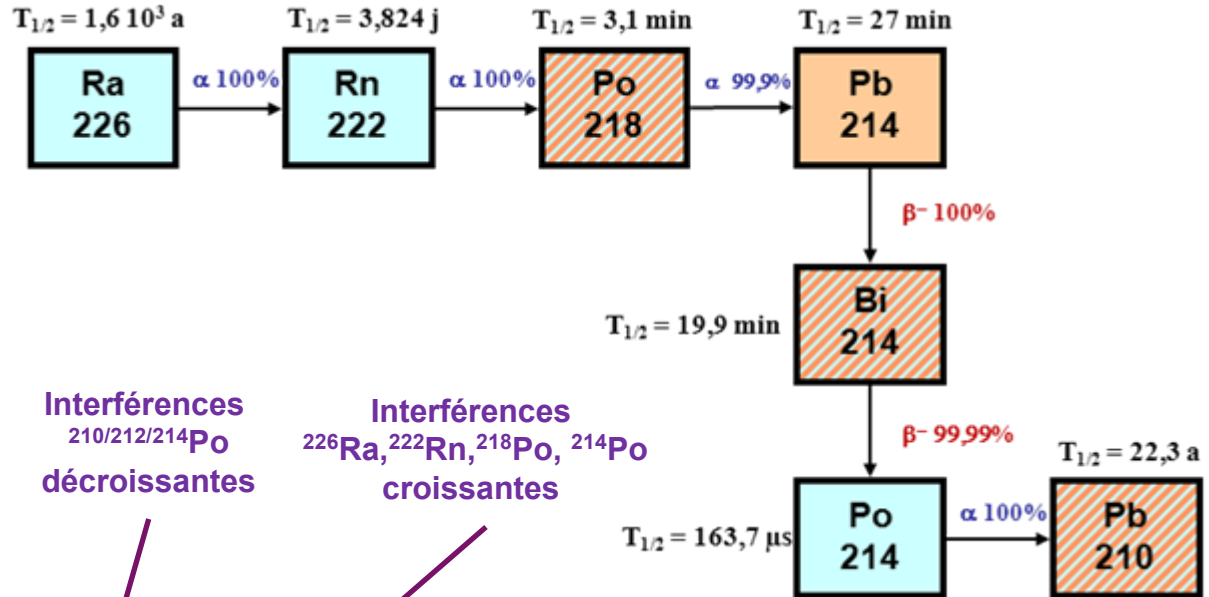 T1/2 = 1,6 10³ a
T1/2 = 3,824 j
T1/2 = 3,1 min
T1/2 = 27 min
Ra
226
α 100%
Rn
222
α 100%
Po
218
α 99,9%
Pb
214
β⁻ 100%
T1/2 = 19,9 min
Bi
214
Interférences
210/212/214Po
décroissantes
Interférences
²²⁶Ra,²²²Rn,²¹⁸Po, ²¹⁴Po
croissantes
β⁻ 99,99%
T1/2 = 22,3 a
T1/2 = 163,7 µs
Po
214
α 100%
Pb
210